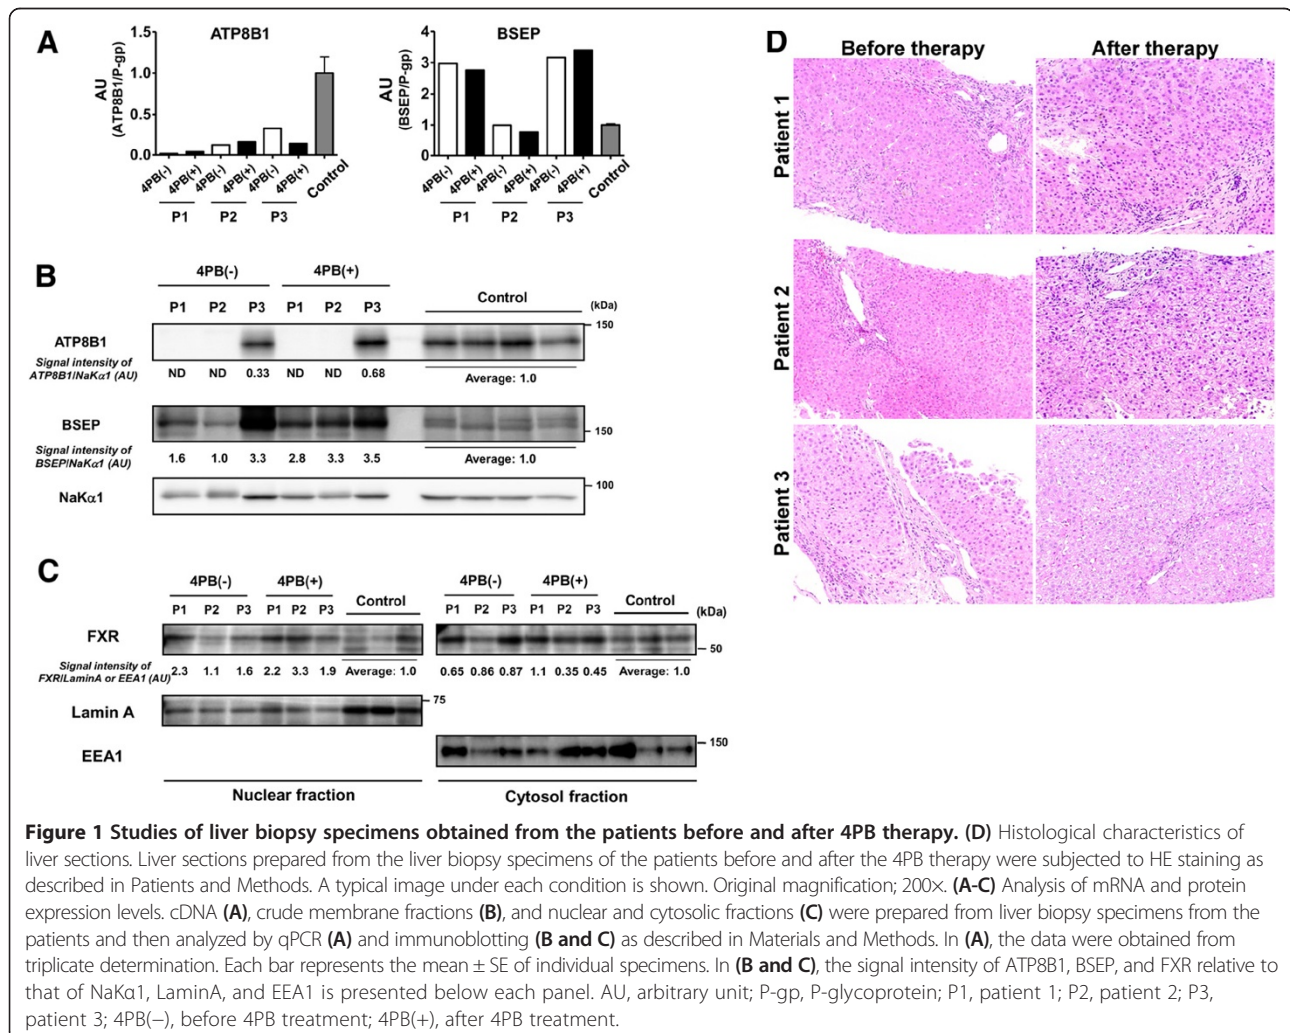 A
ATP8B1
AU
(ATP8B1/P-gp)
1.5
1.0
0.5
0.0
4PB(-)
4PB(+)
4PB(-)
4PB(+)
4PB(-)
4PB(+)
Control
P1 P2 P3
BSEP
AU
(BSEP/P-gp)
4
3
2
1
0
4PB(-)
4PB(+)
4PB(-)
4PB(+)
4PB(-)
4PB(+)
Control
P1 P2 P3
B
4PB(-) 4PB(+)
Control
P1 P2 P3 P1 P2 P3
(kDa)
ATP8B1
150
Signal intensity of
ATP8B1/NaKα1 (AU)
ND ND 0.33 ND ND 0.68 Average: 1.0
BSEP
150
Signal intensity of
BSEP/NaKα1 (AU)
1.6 1.0 3.3 2.8 3.3 3.5 Average: 1.0
NaKα1
100
C
4PB(-) 4PB(+) Control 4PB(-) 4PB(+) Control
P1 P2 P3 P1 P2 P3 P1 P2 P3 P1 P2 P3
(kDa)
FXR
50
Signal intensity of
FXR/LaminA or EEA1 (AU)
2.3 1.1 1.6 2.2 3.3 1.9 Average: 1.0 0.65 0.86 0.87 1.1 0.35 0.45 Average: 1.0
Lamin A
75
EEA1
150
Nuclear fraction Cytosol fraction
D
Before therapy After therapy
Patient 1
Patient 2
Patient 3
Figure 1 Studies of liver biopsy specimens obtained from the patients before and after 4PB therapy. (D) Histological characteristics of
liver sections. Liver sections prepared from the liver biopsy specimens of the patients before and after the 4PB therapy were subjected to HE staining as
described in Patients and Methods. A typical image under each condition is shown. Original magnification; 200×. (A-C) Analysis of mRNA and protein
expression levels. cDNA (A), crude membrane fractions (B), and nuclear and cytosolic fractions (C) were prepared from liver biopsy specimens from the
patients and then analyzed by qPCR (A) and immunoblotting (B and C) as described in Materials and Methods. In (A), the data were obtained from
triplicate determination. Each bar represents the mean ± SE of individual specimens. In (B and C), the signal intensity of ATP8B1, BSEP, and FXR relative to
that of NaKα1, LaminA, and EEA1 is presented below each panel. AU, arbitrary unit; P-gp, P-glycoprotein; P1, patient 1; P2, patient 2; P3,
patient 3; 4PB(−), before 4PB treatment; 4PB(+), after 4PB treatment.